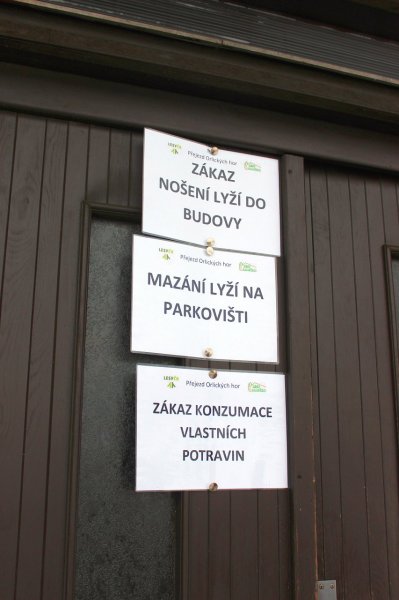 Přejezd Orlických hor
ZÁKAZ
NOŠENÍ LYŽÍ DO
BUDOVY
Přejezd Orlických hor
MAZÁNÍ LYŽÍ NA
PARKOVIŠTI
Přejezd Orlických hor
ZÁKAZ KONZUMACE
VLASTNÍCH
POTRAVIN